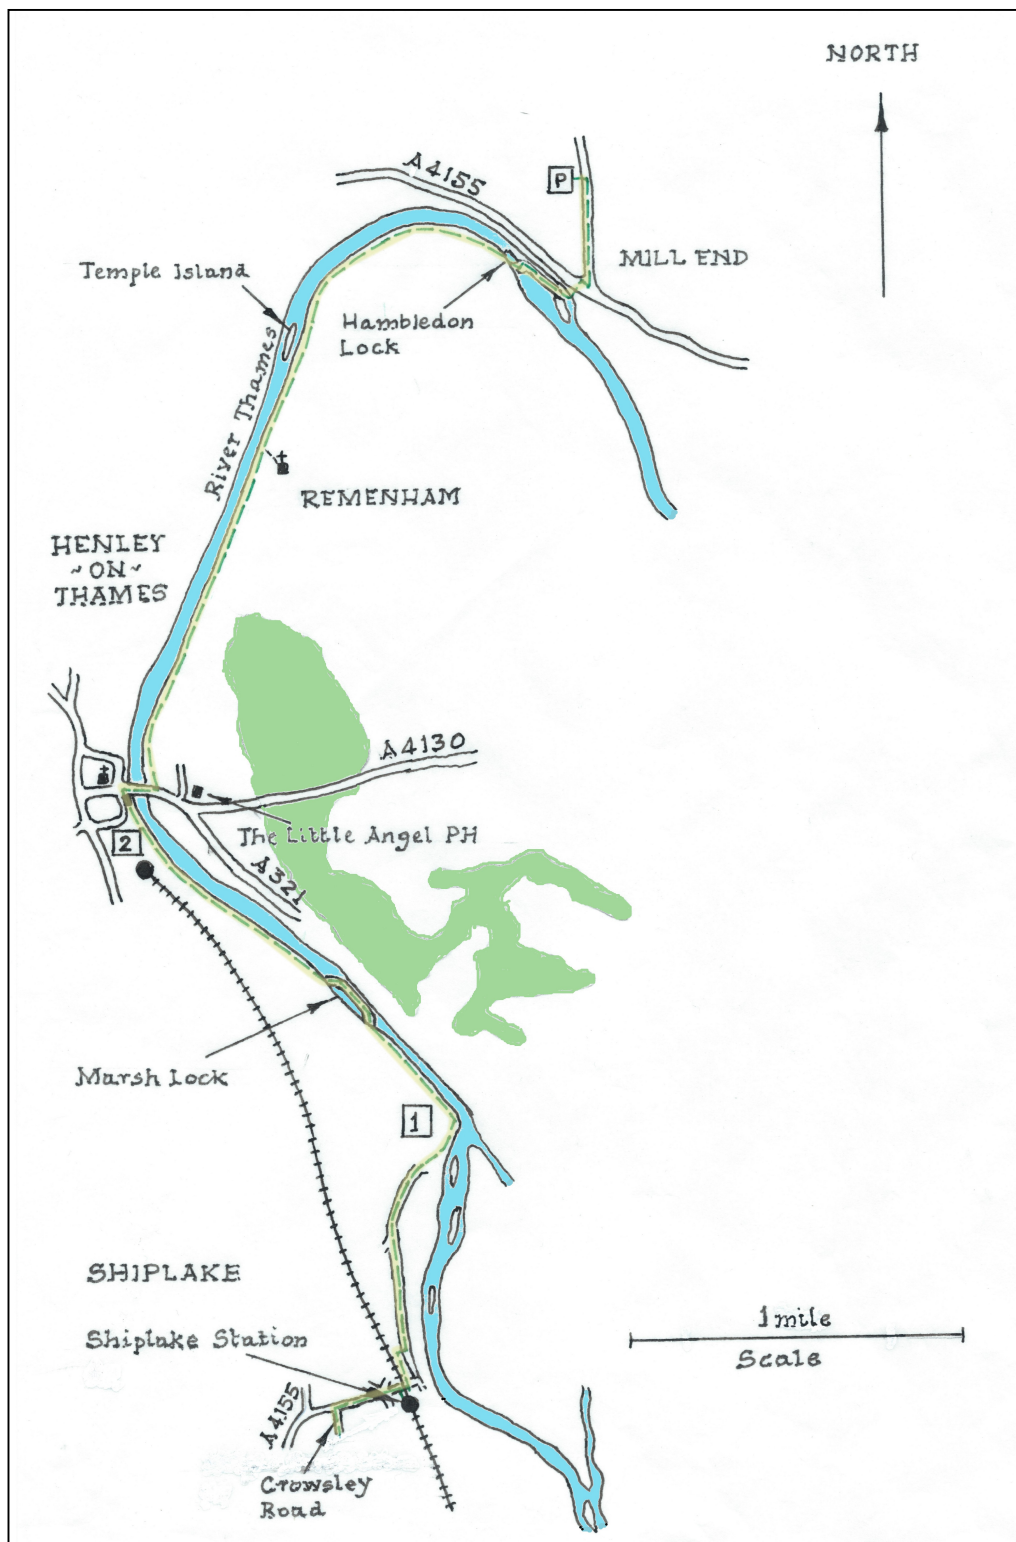 NORTH
A4155
P
MILL END
Temple Island
Hambledon
Lock
River Thames
REMENHAM
HENLEY
~ON~
THAMES
A4130
The Little Angel PH
2
A321
Marsh Lock
1
SHIPLAKE
1 mile
Scale
Shiplake Station
A4155
Crowsley
Road